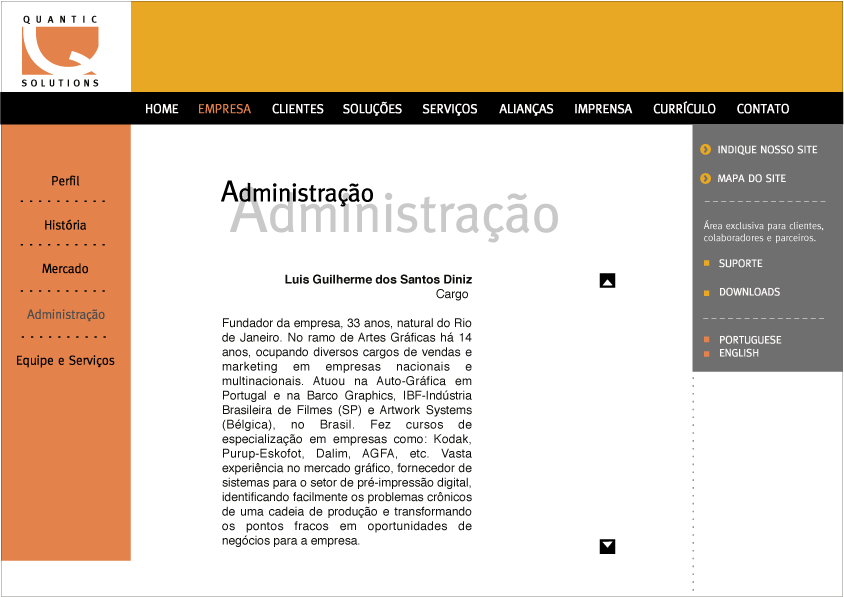 QUANTIC
SOLUTIONS
HOME EMPRESA CLIENTES SOLUÇÕES SERVIÇOS ALIANÇAS IMPRENSA CURRÍCULO CONTATO
Perfil
História
Mercado
Administração
Equipe e Serviços
Administração
Administração
Luis Guilherme dos Santos Diniz
Cargo
Fundador da empresa, 33 anos, natural do Rio
de Janeiro. No ramo de Artes Gráficas há 14
anos, ocupando diversos cargos de vendas e
marketing em empresas nacionais e
multinacionais. Atuou na Auto-Gráfica em
Portugal e na Barco Graphics, IBF-Indústria
Brasileira de Filmes (SP) e Artwork Systems
(Bélgica), no Brasil. Fez cursos de
especialização em empresas como: Kodak,
Purup-Eskofot, Dalim, AGFA, etc. Vasta
experiência no mercado gráfico, fornecedor de
sistemas para o setor de pré-impressão digital,
identificando facilmente os problemas crônicos
de uma cadeia de produção e transformando
os pontos fracos em oportunidades de
negócios para a empresa.
INDIQUE NOSSO SITE
MAPA DO SITE
Área exclusiva para clientes,
colaboradores e parceiros.
SUPORTE
DOWNLOADS
PORTUGUESE
ENGLISH